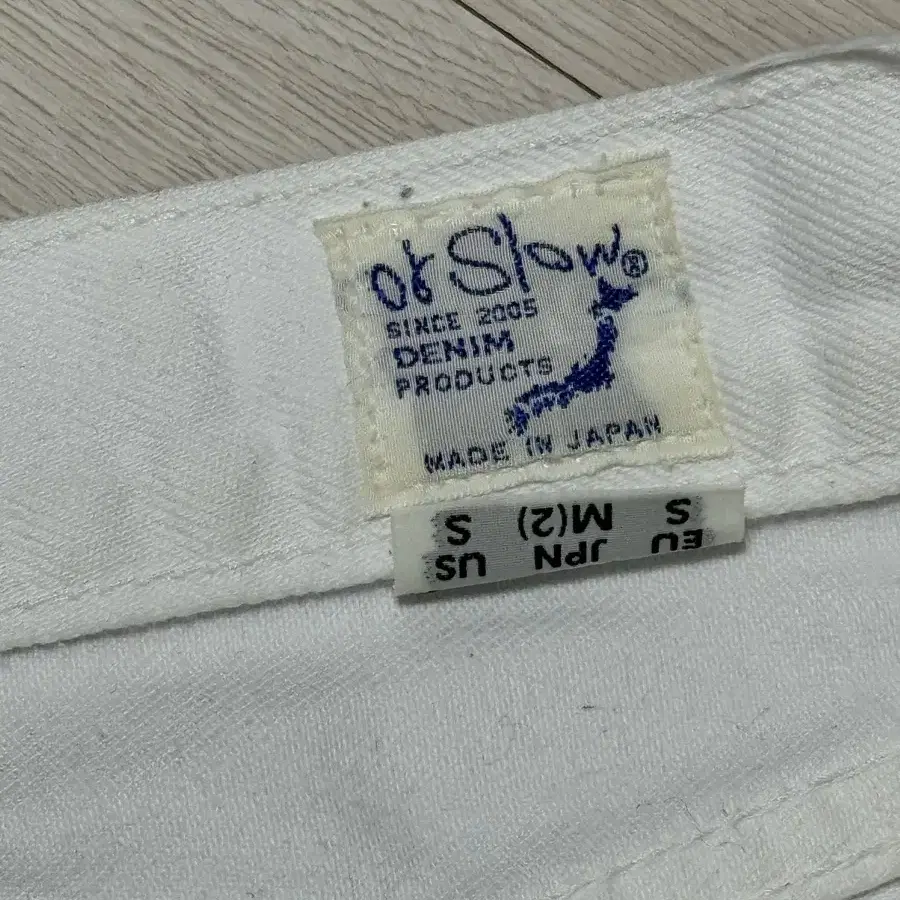 or Slow®
SINCE 2005
DENIM
PRODUCTS
MADE IN JAPAN
EU JPN US
S M(2) S